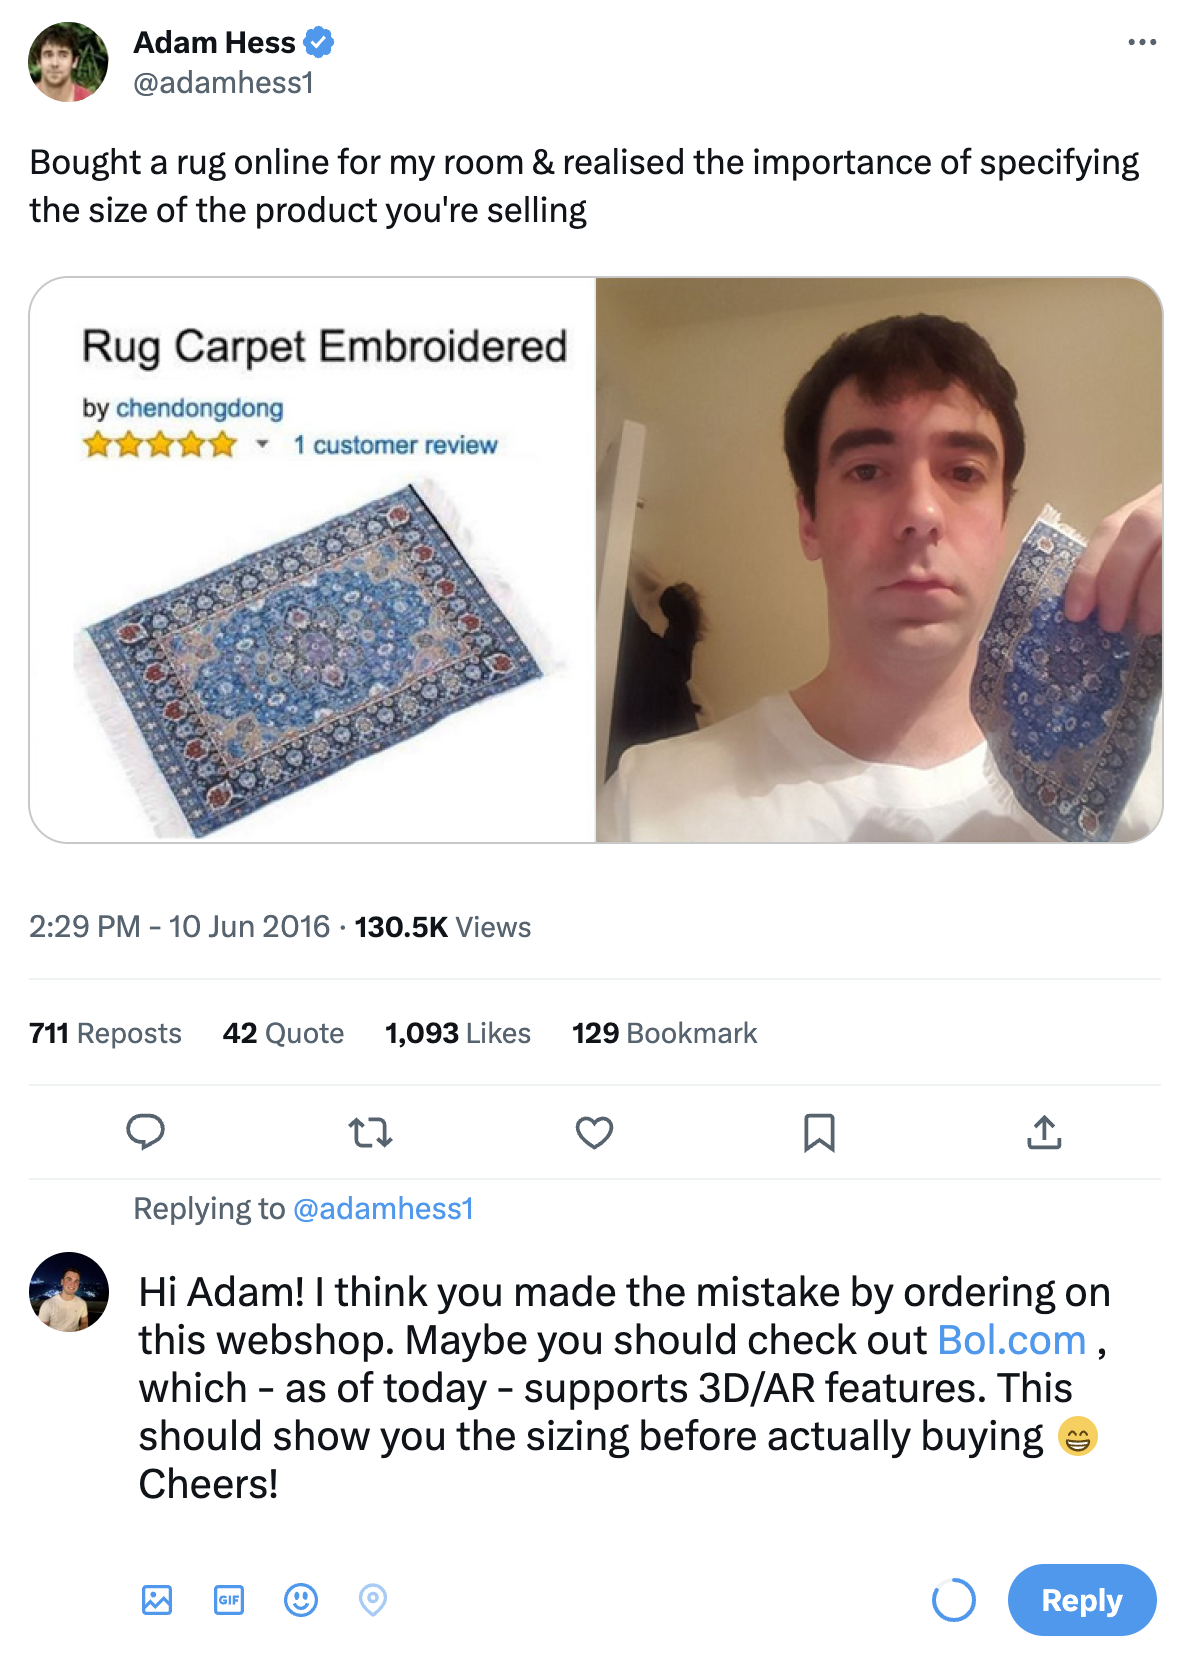 Adam Hess
@adamhess1
Bought a rug online for my room & realised the importance of specifying
the size of the product you're selling
Rug Carpet Embroidered
by chendongdong
1 customer review
2:29 PM - 10 Jun 2016 · 130.5K Views
711 Reposts 42 Quote 1,093 Likes 129 Bookmark
Replying to @adamhess1
Hi Adam! I think you made the mistake by ordering on
this webshop. Maybe you should check out Bol.com ,
which - as of today - supports 3D/AR features. This
should show you the sizing before actually buying 😁
Cheers!
GIF
Reply